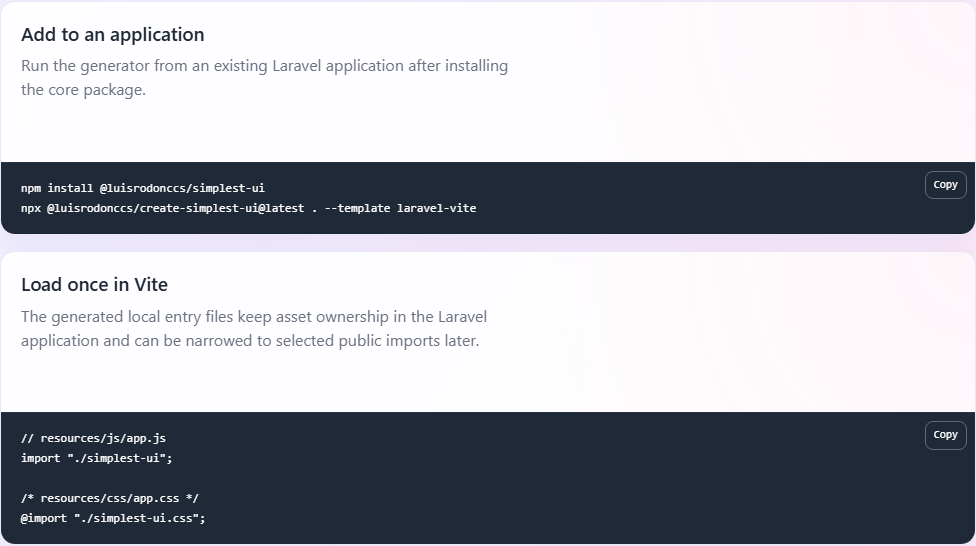 Add to an application
Run the generator from an existing Laravel application after installing
the core package.
Copy
npm install @luisrodonccs/simplest-ui
npx @luisrodonccs/create-simplest-ui@latest . --template laravel-vite
Load once in Vite
The generated local entry files keep asset ownership in the Laravel
application and can be narrowed to selected public imports later.
Copy
// resources/js/app.js
import "./simplest-ui";
/* resources/css/app.css */
@import "./simplest-ui.css";